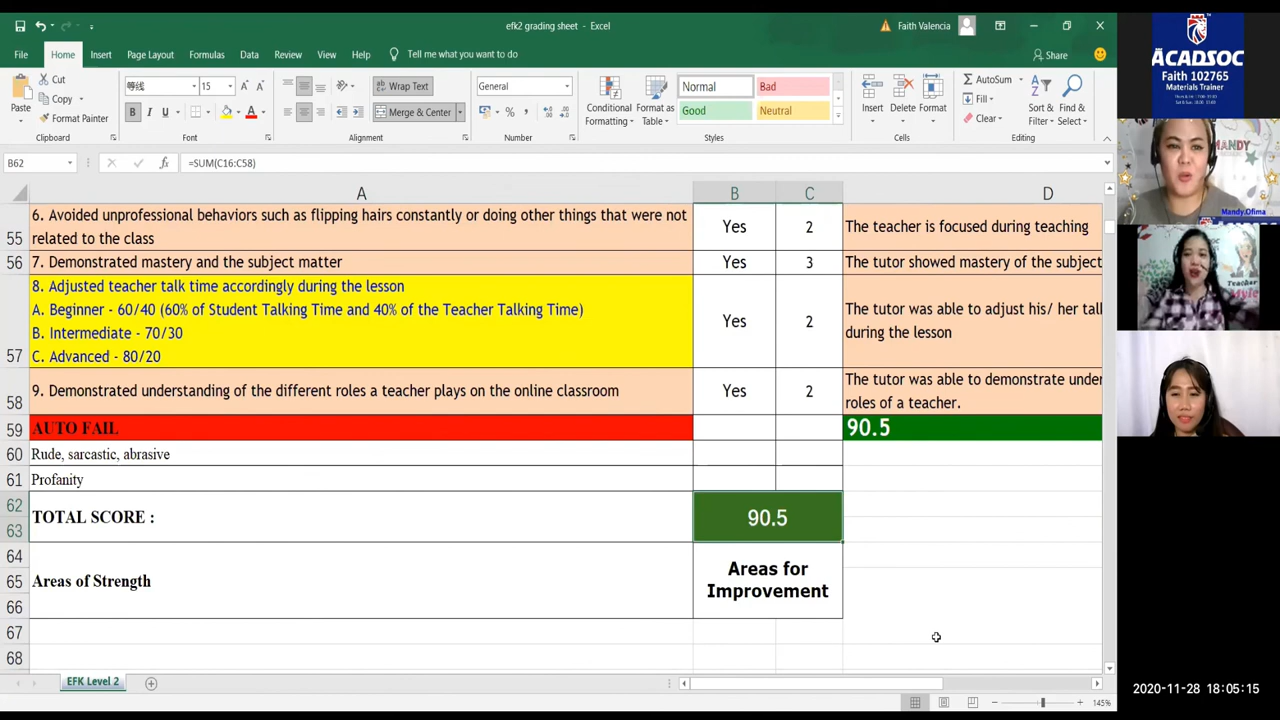 efk2 grading sheet - Excel
Faith Valencia
File Home Insert Page Layout Formulas Data Review View Help Tell me what you want to do Share
Paste
Cut
Copy
Format Painter
Clipboard
等线 15
B I U
Font
Wrap Text
Merge & Center
Alignment
General
%
Number
Conditional Formatting
Format as Table
Normal Bad
Good Neutral
Styles
Insert Delete Format
Cells
AutoSum
Fill
Clear
Sort & Filter
Find & Select
Editing
B62 fx =SUM(C16:C58)
A B C D
55 6. Avoided unprofessional behaviors such as flipping hairs constantly or doing other things that were not related to the class Yes 2 The teacher is focused during teaching
56 7. Demonstrated mastery and the subject matter Yes 3 The tutor showed mastery of the subject
57 8. Adjusted teacher talk time accordingly during the lesson
A. Beginner - 60/40 (60% of Student Talking Time and 40% of the Teacher Talking Time)
B. Intermediate - 70/30
C. Advanced - 80/20
Yes 2 The tutor was able to adjust his/ her tal
during the lesson
58 9. Demonstrated understanding of the different roles a teacher plays on the online classroom Yes 2 The tutor was able to demonstrate under
roles of a teacher.
59 AUTO FAIL 90.5
60 Rude, sarcastic, abrasive
61 Profanity
62
63 TOTAL SCORE : 90.5
64
65 Areas of Strength Areas for Improvement
66
67
68
EFK Level 2
145%
ACADSOC
Faith 102765
Materials Trainer
MANDY
Mandy.Ofima
Teacher
2020-11-28 18:05:15